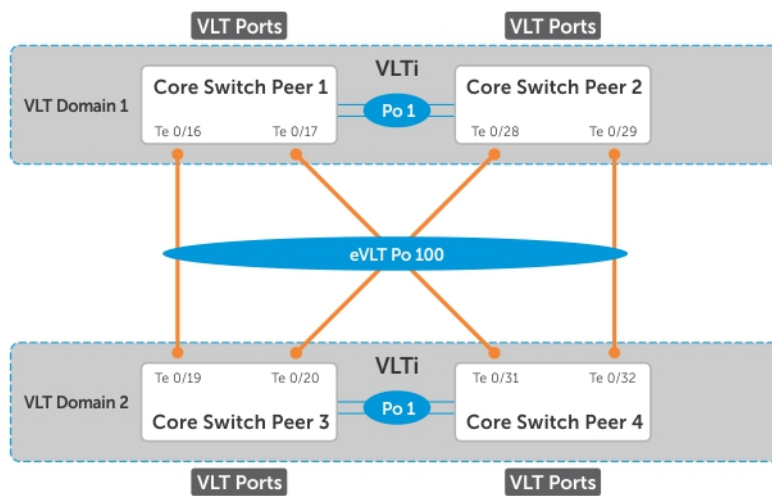 VLT Ports
VLT Ports
VLTi
VLT Domain 1
Core Switch Peer 1
Te 0/16
Te 0/17
Po 1
Core Switch Peer 2
Te 0/28
Te 0/29
eVLT Po 100
VLTi
VLT Domain 2
Te 0/19
Te 0/20
Core Switch Peer 3
Po 1
Te 0/31
Te 0/32
Core Switch Peer 4
VLT Ports
VLT Ports